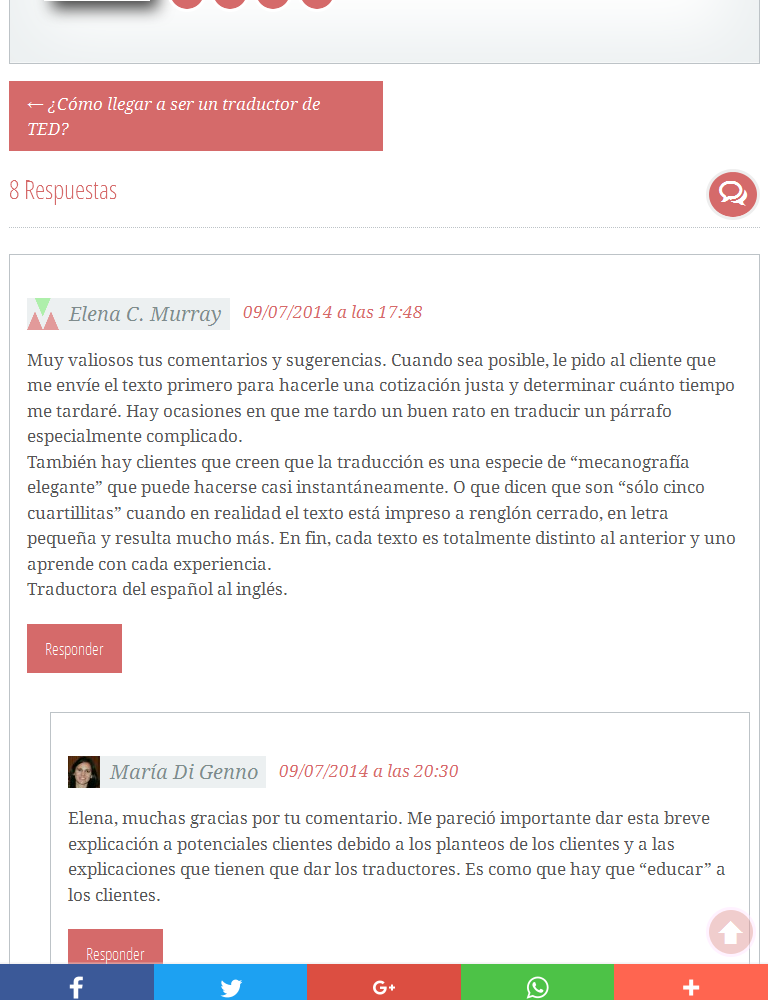 ← ¿Cómo llegar a ser un traductor de
TED?
8 Respuestas
Elena C. Murray 09/07/2014 a las 17:48
Muy valiosos tus comentarios y sugerencias. Cuando sea posible, le pido al cliente que
me envíe el texto primero para hacerle una cotización justa y determinar cuánto tiempo
me tardaré. Hay ocasiones en que me tardo un buen rato en traducir un párrafo
especialmente complicado.
También hay clientes que creen que la traducción es una especie de “mecanografía
elegante” que puede hacerse casi instantáneamente. O que dicen que son “sólo cinco
cuartillitas” cuando en realidad el texto está impreso a renglón cerrado, en letra
pequeña y resulta mucho más. En fin, cada texto es totalmente distinto al anterior y uno
aprende con cada experiencia.
Traductora del español al inglés.
Responder
María Di Genno 09/07/2014 a las 20:30
Elena, muchas gracias por tu comentario. Me pareció importante dar esta breve
explicación a potenciales clientes debido a los planteos de los clientes y a las
explicaciones que tienen que dar los traductores. Es como que hay que “educar” a
los clientes.
Responder